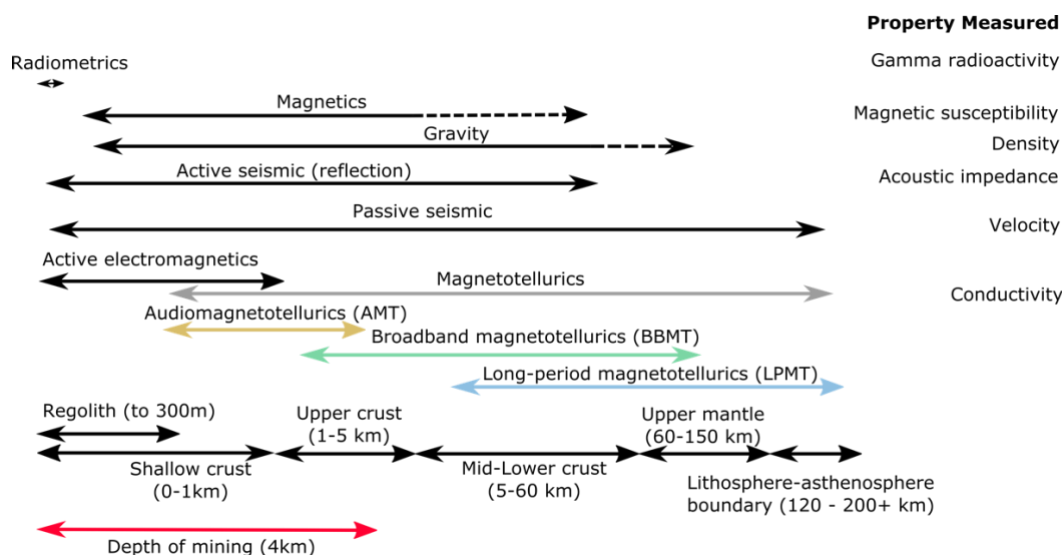 Property Measured
Radiometrics
Gamma radioactivity
Magnetics
Magnetic susceptibility
Gravity
Density
Active seismic (reflection)
Acoustic impedance
Passive seismic
Velocity
Active electromagnetics
Magnetotellurics
Conductivity
Audiomagnetotellurics (AMT)
Broadband magnetotellurics (BBMT)
Long-period magnetotellurics (LPMT)
Regolith (to 300m)
Upper crust
(1-5 km)
Upper mantle
(60-150 km)
Shallow crust
(0-1km)
Mid-Lower crust
(5-60 km)
Lithosphere-asthenosphere
boundary (120 - 200+ km)
Depth of mining (4km)